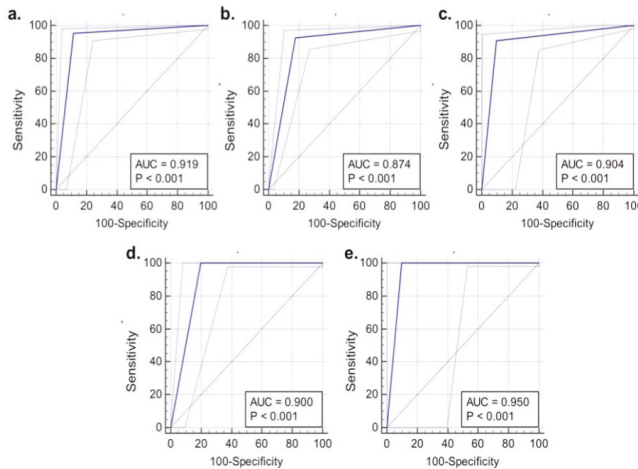 a.
100
80
60
40
20
0
Sensitivity
AUC = 0.919
P < 0.001
0 20 40 60 80 100
100-Specificity
b.
100
80
60
40
20
0
Sensitivity
AUC = 0.874
P < 0.001
0 20 40 60 80 100
100-Specificity
c.
100
80
60
40
20
0
Sensitivity
AUC = 0.904
P < 0.001
0 20 40 60 80 100
100-Specificity
d.
100
80
60
40
20
0
Sensitivity
AUC = 0.900
P < 0.001
0 20 40 60 80 100
100-Specificity
e.
100
80
60
40
20
0
Sensitivity
AUC = 0.950
P < 0.001
0 20 40 60 80 100
100-Specificity